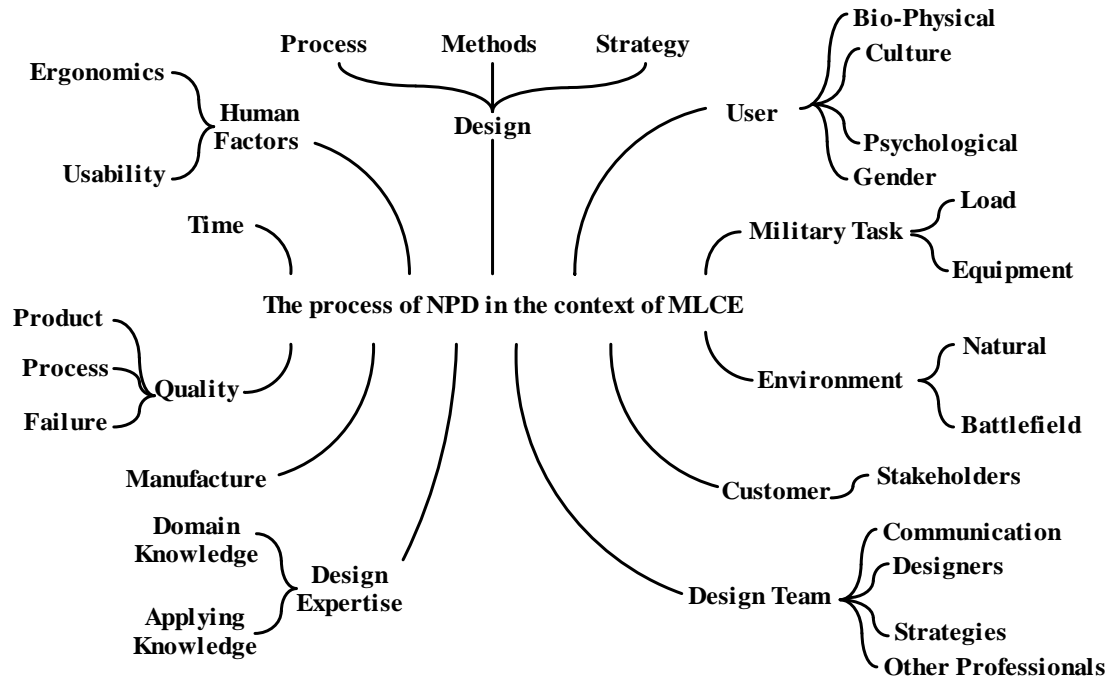 Process
Methods
Strategy
Design
Ergonomics
Usability
Human
Factors
User
Bio-Physical
Culture
Psychological
Gender
Time
Military Task
Load
Equipment
The process of NPD in the context of MLCE
Product
Process
Failure
Quality
Environment
Natural
Battlefield
Manufacture
Customer
Stakeholders
Domain
Knowledge
Applying
Knowledge
Design
Expertise
Design Team
Communication
Designers
Strategies
Other Professionals